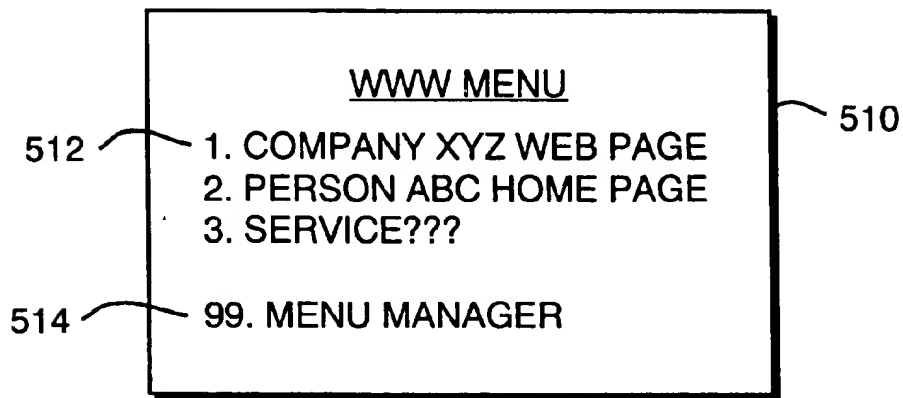 WWW MENU
510
512
1. COMPANY XYZ WEB PAGE
2. PERSON ABC HOME PAGE
3. SERVICE???
514
99. MENU MANAGER